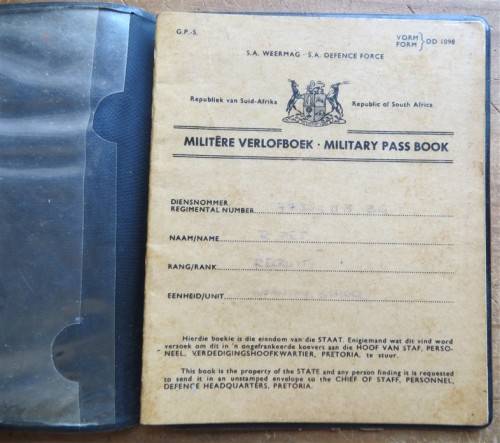 G.P.-S.
VORM
FORM } DD 1098
S.A. WEERMAG - S.A. DEFENCE FORCE
Republiek van Suid-Afrika
Republic of South Africa
MILITÊRE VERLOFBOEK · MILITARY PASS BOOK
DIENSNOMMER
REGIMENTAL NUMBER
NAAM/NAME
RANG/RANK
EENHEID/UNIT
Hierdie boekie is die eiendom van die STAAT. Enigiemand wat dit vind word
versoek om dit in 'n ongefrankeerde koevert aan die HOOF VAN STAF, PERSO-
NEEL, VERDEDIGINGSHOOFKWARTIER, PRETORIA, te stuur.
This book is the property of the STATE and any person finding it is requested
to send it in an unstamped envelope to the CHIEF OF STAFF, PERSONNEL,
DEFENCE HEADQUARTERS, PRETORIA.